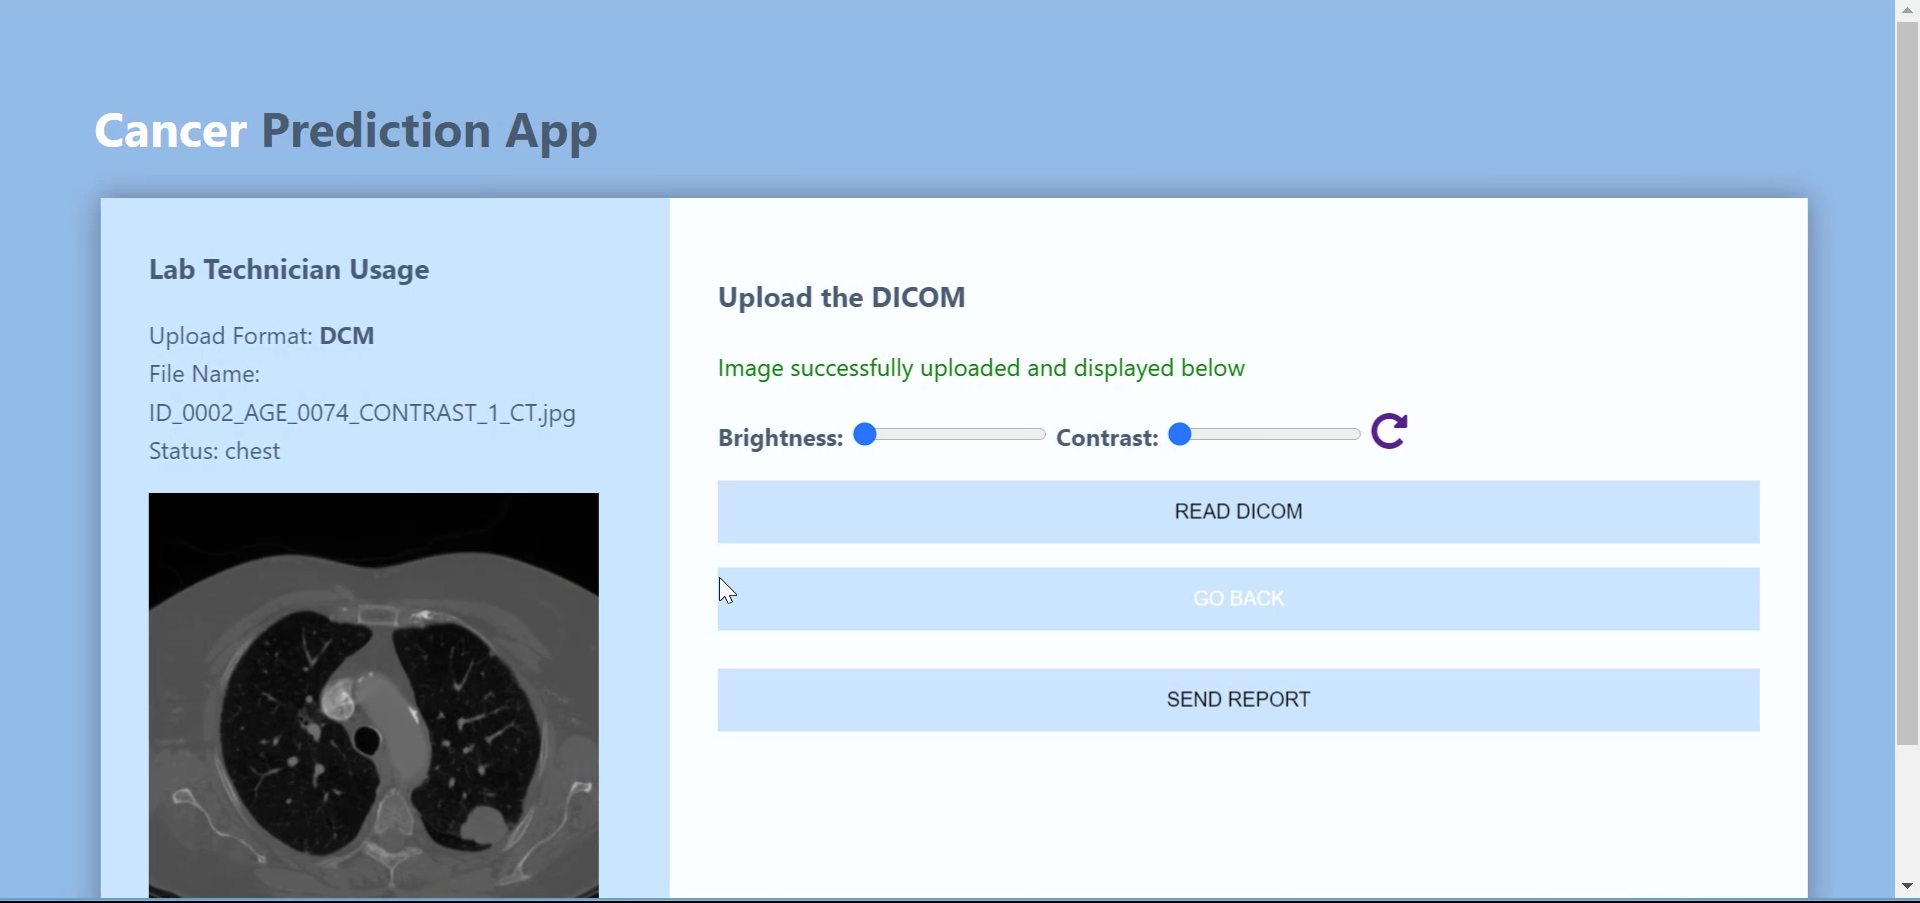 Cancer Prediction App
Lab Technician Usage
Upload Format: DCM
File Name:
ID_0002_AGE_0074_CONTRAST_1_CT.jpg
Status: chest
Upload the DICOM
Image successfully uploaded and displayed below
Brightness: Contrast:
READ DICOM
GO BACK
SEND REPORT